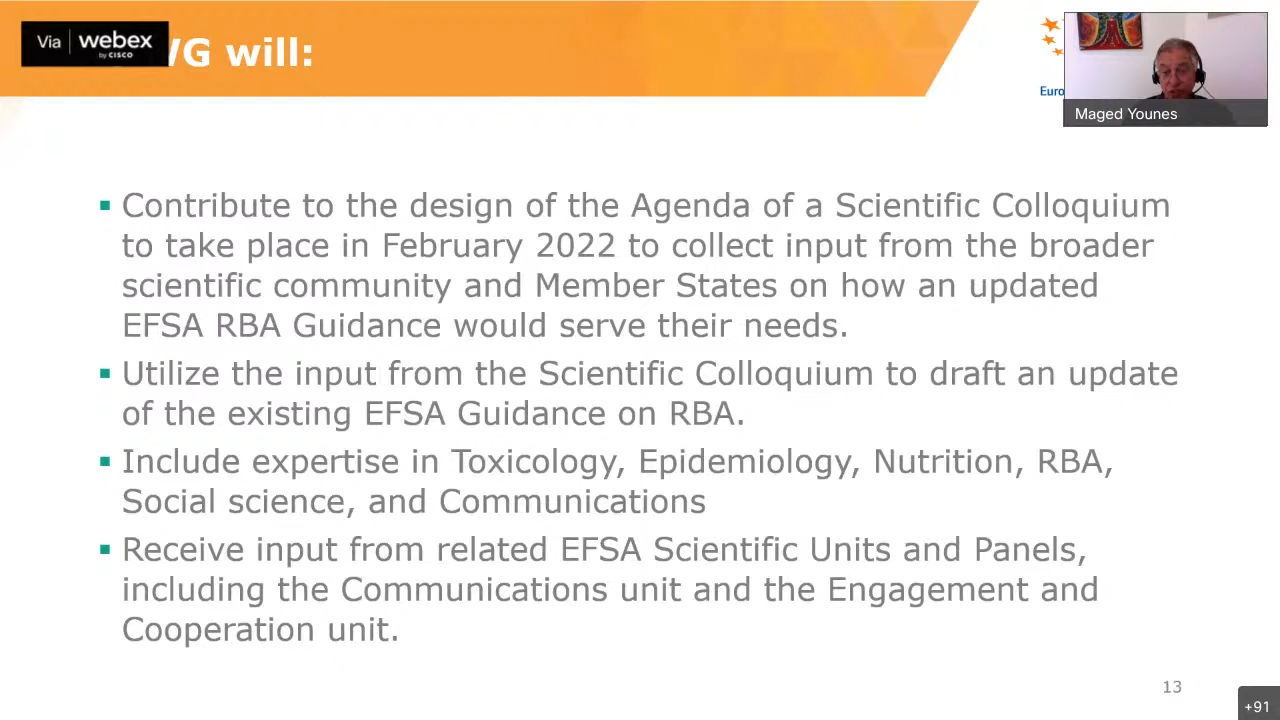 Via webex
by CISCO
WG will:
Euro
Maged Younes
Contribute to the design of the Agenda of a Scientific Colloquium
to take place in February 2022 to collect input from the broader
scientific community and Member States on how an updated
EFSA RBA Guidance would serve their needs.
Utilize the input from the Scientific Colloquium to draft an update
of the existing EFSA Guidance on RBA.
Include expertise in Toxicology, Epidemiology, Nutrition, RBA,
Social science, and Communications
Receive input from related EFSA Scientific Units and Panels,
including the Communications unit and the Engagement and
Cooperation unit.
13
+91